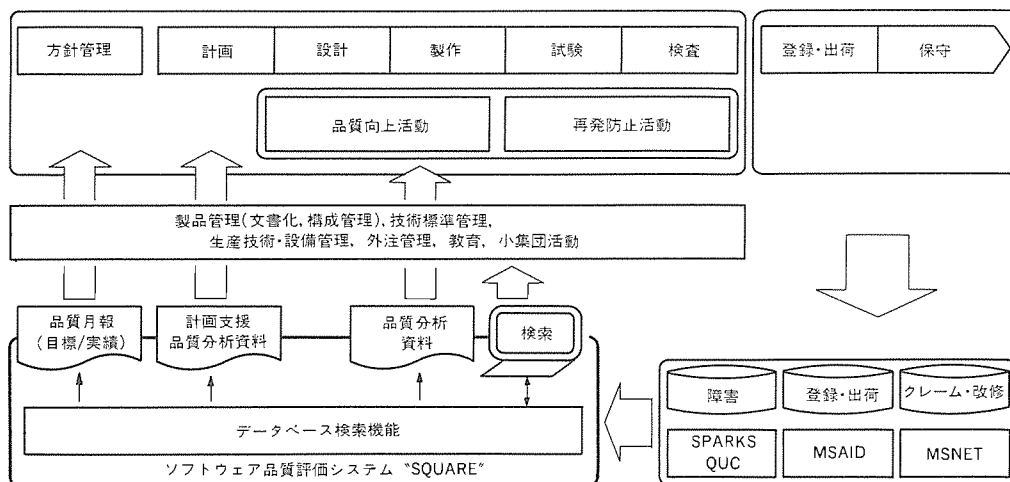 方針管理
計画
設計
製作
試験
検査
登録・出荷
保守
品質向上活動
再発防止活動
製品管理(文書化, 構成管理), 技術標準管理,
生産技術・設備管理, 外注管理, 教育, 小集団活動
品質月報
(目標/実績)
計画支援
品質分析資料
品質分析
資料
検索
データベース検索機能
ソフトウェア品質評価システム “SQUARE”
障害
登録・出荷
クレーム・改修
SPARKS
QUC
MSAID
MSNET